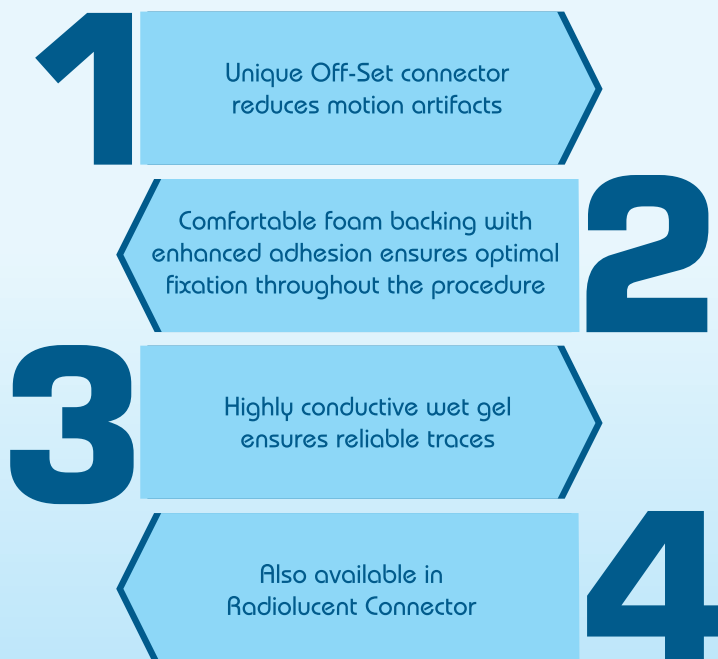 1
Unique Off-Set connector
reduces motion artifacts
Comfortable foam backing with
enhanced adhesion ensures optimal
fixation throughout the procedure
2
3
Highly conductive wet gel
ensures reliable traces
Also available in
Radiolucent Connector
4